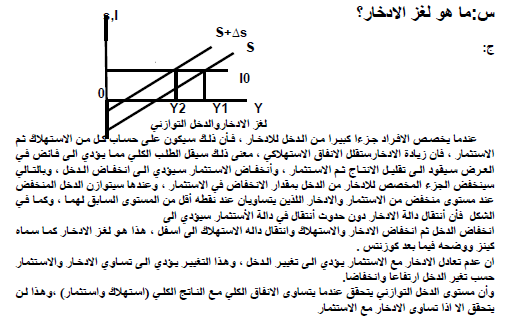 س:ما هو لغز الادخار؟
ج:
s,I
S+Δs
S
I0
0
Y2
Y1
Y
لغز الادخاروالدخل التوازني
عندما يخصص الافراد جزءا كبيرا من الدخل للادخار ، فأن ذلك سيكون على حساب كل من الاستهلاك ثم
الاستثمار ، فان زيادة الادخارستقلل الانفاق الاستهلاكي ، معنى ذلك سيقل الطلب الكلي مما يؤدي الى فائض في
العرض سيقود الى تقليل الانتاج ثم الاستثمار ، وأنخفاض الاستثمار سيؤدي الى انخفاض الدخل ، وبالتالي
سينخفض الجزء المخصص للادخار من الدخل بمقدار الانخفاض في الاستثمار ، وعندها سيتوازن الدخل المنخفض
عند مستوى منخفض من الاستثمار والادخار اللذين يتساويان عند نقطه أقل من المستوى السابق لهما ، وكما في
الشكل فأن أنتقال دالة الادخار دون حدوث أنتقال في دالة الأستثمار سيؤدي الى
انخفاض الدخل ثم انخفاض الادخار والاستهلاك وانتقال داله الاستهلاك الى اسفل ، هذا هو لغز الادخار كما سماه
كينز ووضحه فيما بعد كوزنتس .
ان عدم تعادل الادخار مع الاستثمار يؤدي الى تغيير الدخل ، وهذا التغيير يؤدي الى تساوي الادخار والاستثمار
حسب تغير الدخل ارتفاعا وانخفاضا.
وأن مستوى الدخل التوازني يتحقق عندما يتساوى الانفاق الكلي مع الناتج الكلي (استهلاك واستثمار) ،وهذا لن
يتحقق الا اذا تساوى الادخار مع الاستثمار